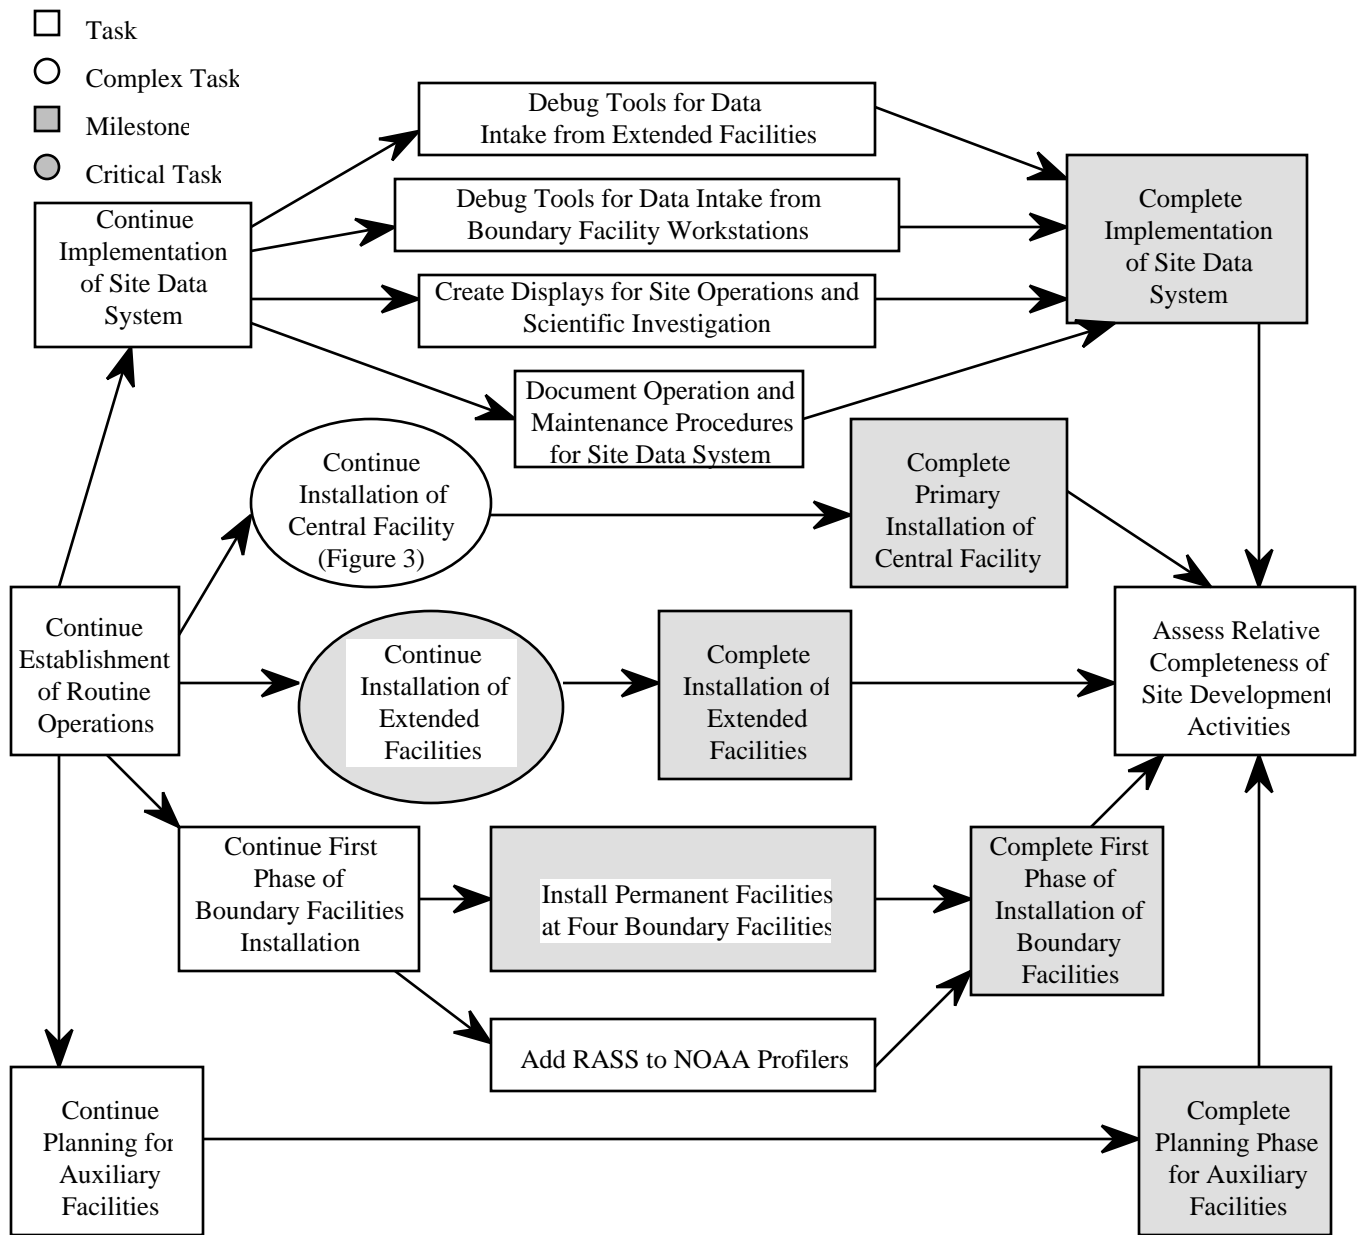 Task
Complex Task
Milestone
Critical Task
Debug Tools for Data
Intake from Extended Facilities
Debug Tools for Data Intake from
Boundary Facility Workstations
Create Displays for Site Operations and
Scientific Investigation
Document Operation and
Maintenance Procedures
for Site Data System
Continue
Implementation
of Site Data
System
Complete
Implementation
of Site Data
System
Continue
Installation of
Central Facility
(Figure 3)
Complete
Primary
Installation of
Central Facility
Continue
Establishment
of Routine
Operations
Continue
Installation of
Extended
Facilities
Complete
Installation of
Extended
Facilities
Assess Relative
Completeness of
Site Development
Activities
Continue First
Phase of
Boundary Facilities
Installation
Install Permanent Facilities
at Four Boundary Facilities
Complete First
Phase of
Installation of
Boundary
Facilities
Add RASS to NOAA Profilers
Continue
Planning for
Auxiliary
Facilities
Complete
Planning Phase
for Auxiliary
Facilities